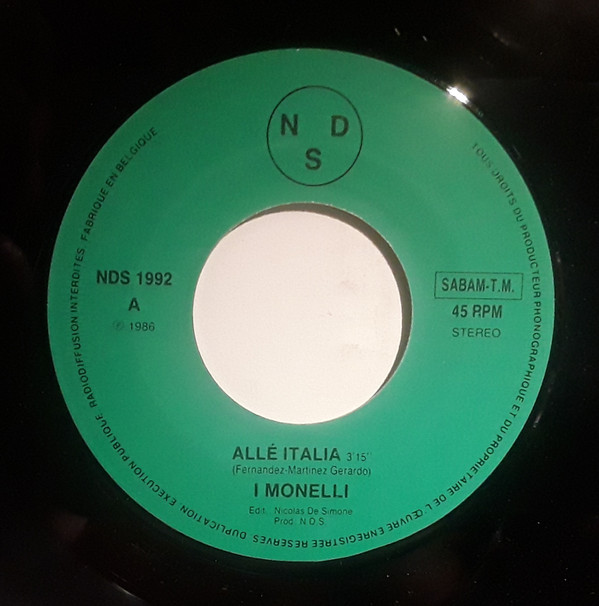 N D
S
NDS 1992
A
℗ 1986
SABAM-T.M.
45 RPM
STEREO
ALLÉ ITALIA 3'15''
(Fernandez-Martinez Gerardo)
I MONELLI
Edit. Nicolas De Simone
Prod. N.D.S.
TOUS DROITS DU PRODUCTEUR PHONOGRAPHIQUE ET DU PROPRIETAIRE DE L'ŒUVRE ENREGISTREE RESERVES. DUPLICATION EXECUTION PUBLIQUE RADIODIFFUSION INTERDITES. FABRIQUE EN BELGIQUE